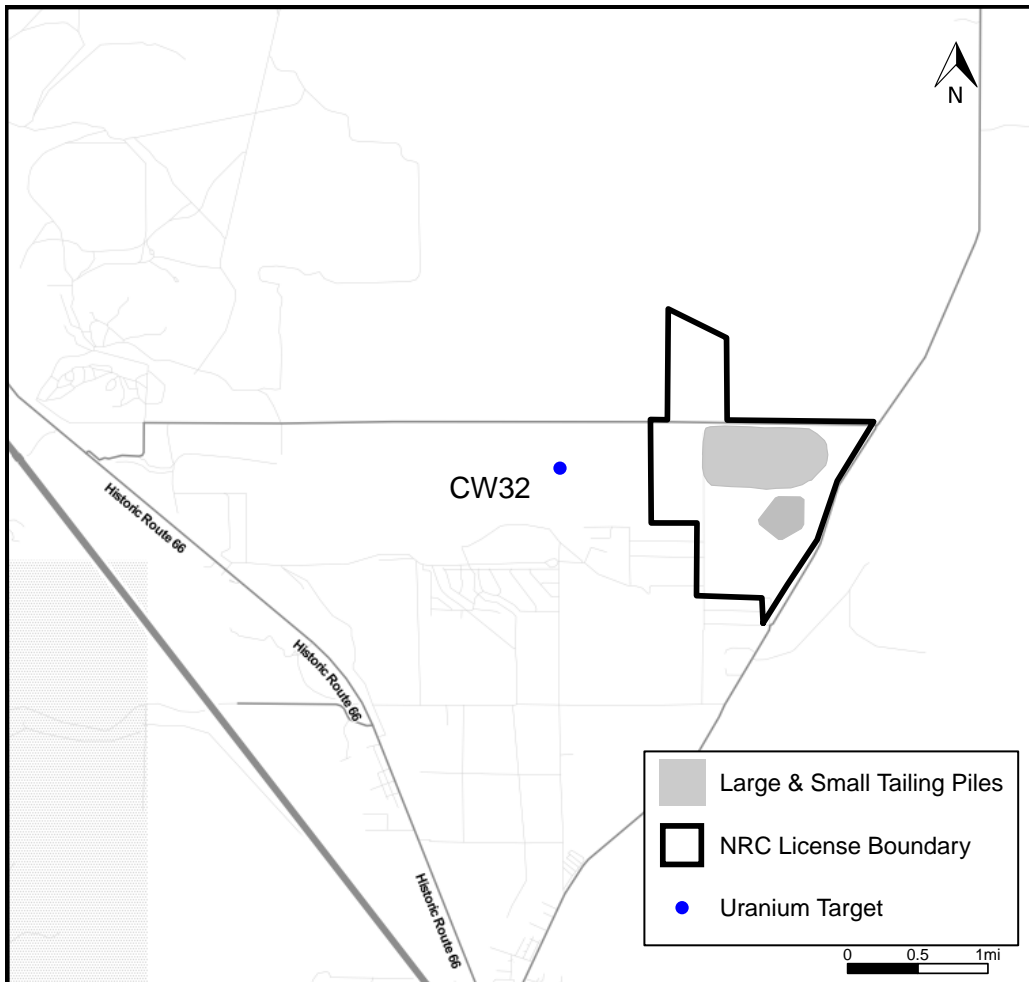 N
CW32
Historic Route 66
Historic Route 66
Historic Route 66
Large & Small Tailing Piles
NRC License Boundary
Uranium Target
0 0.5 1mi